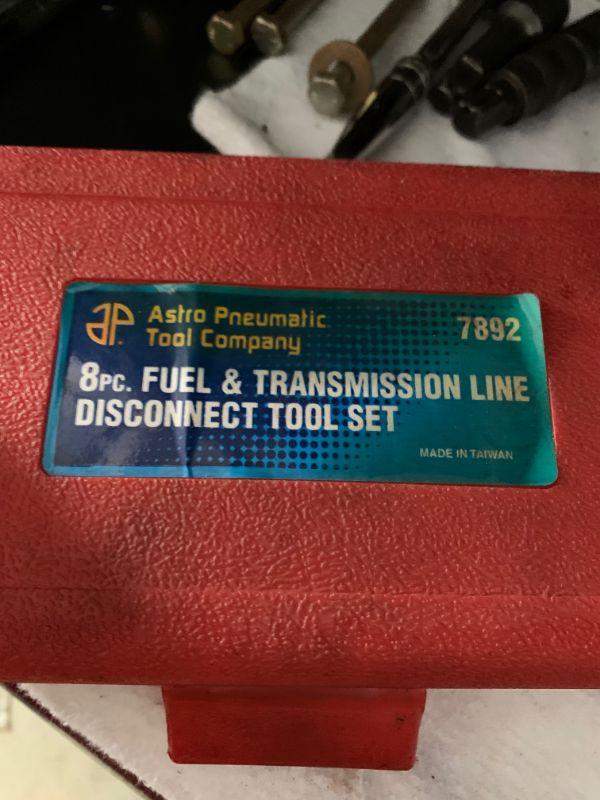 AP. Astro Pneumatic
Tool Company
7892
8PC. FUEL & TRANSMISSION LINE
DISCONNECT TOOL SET
MADE IN TAIWAN